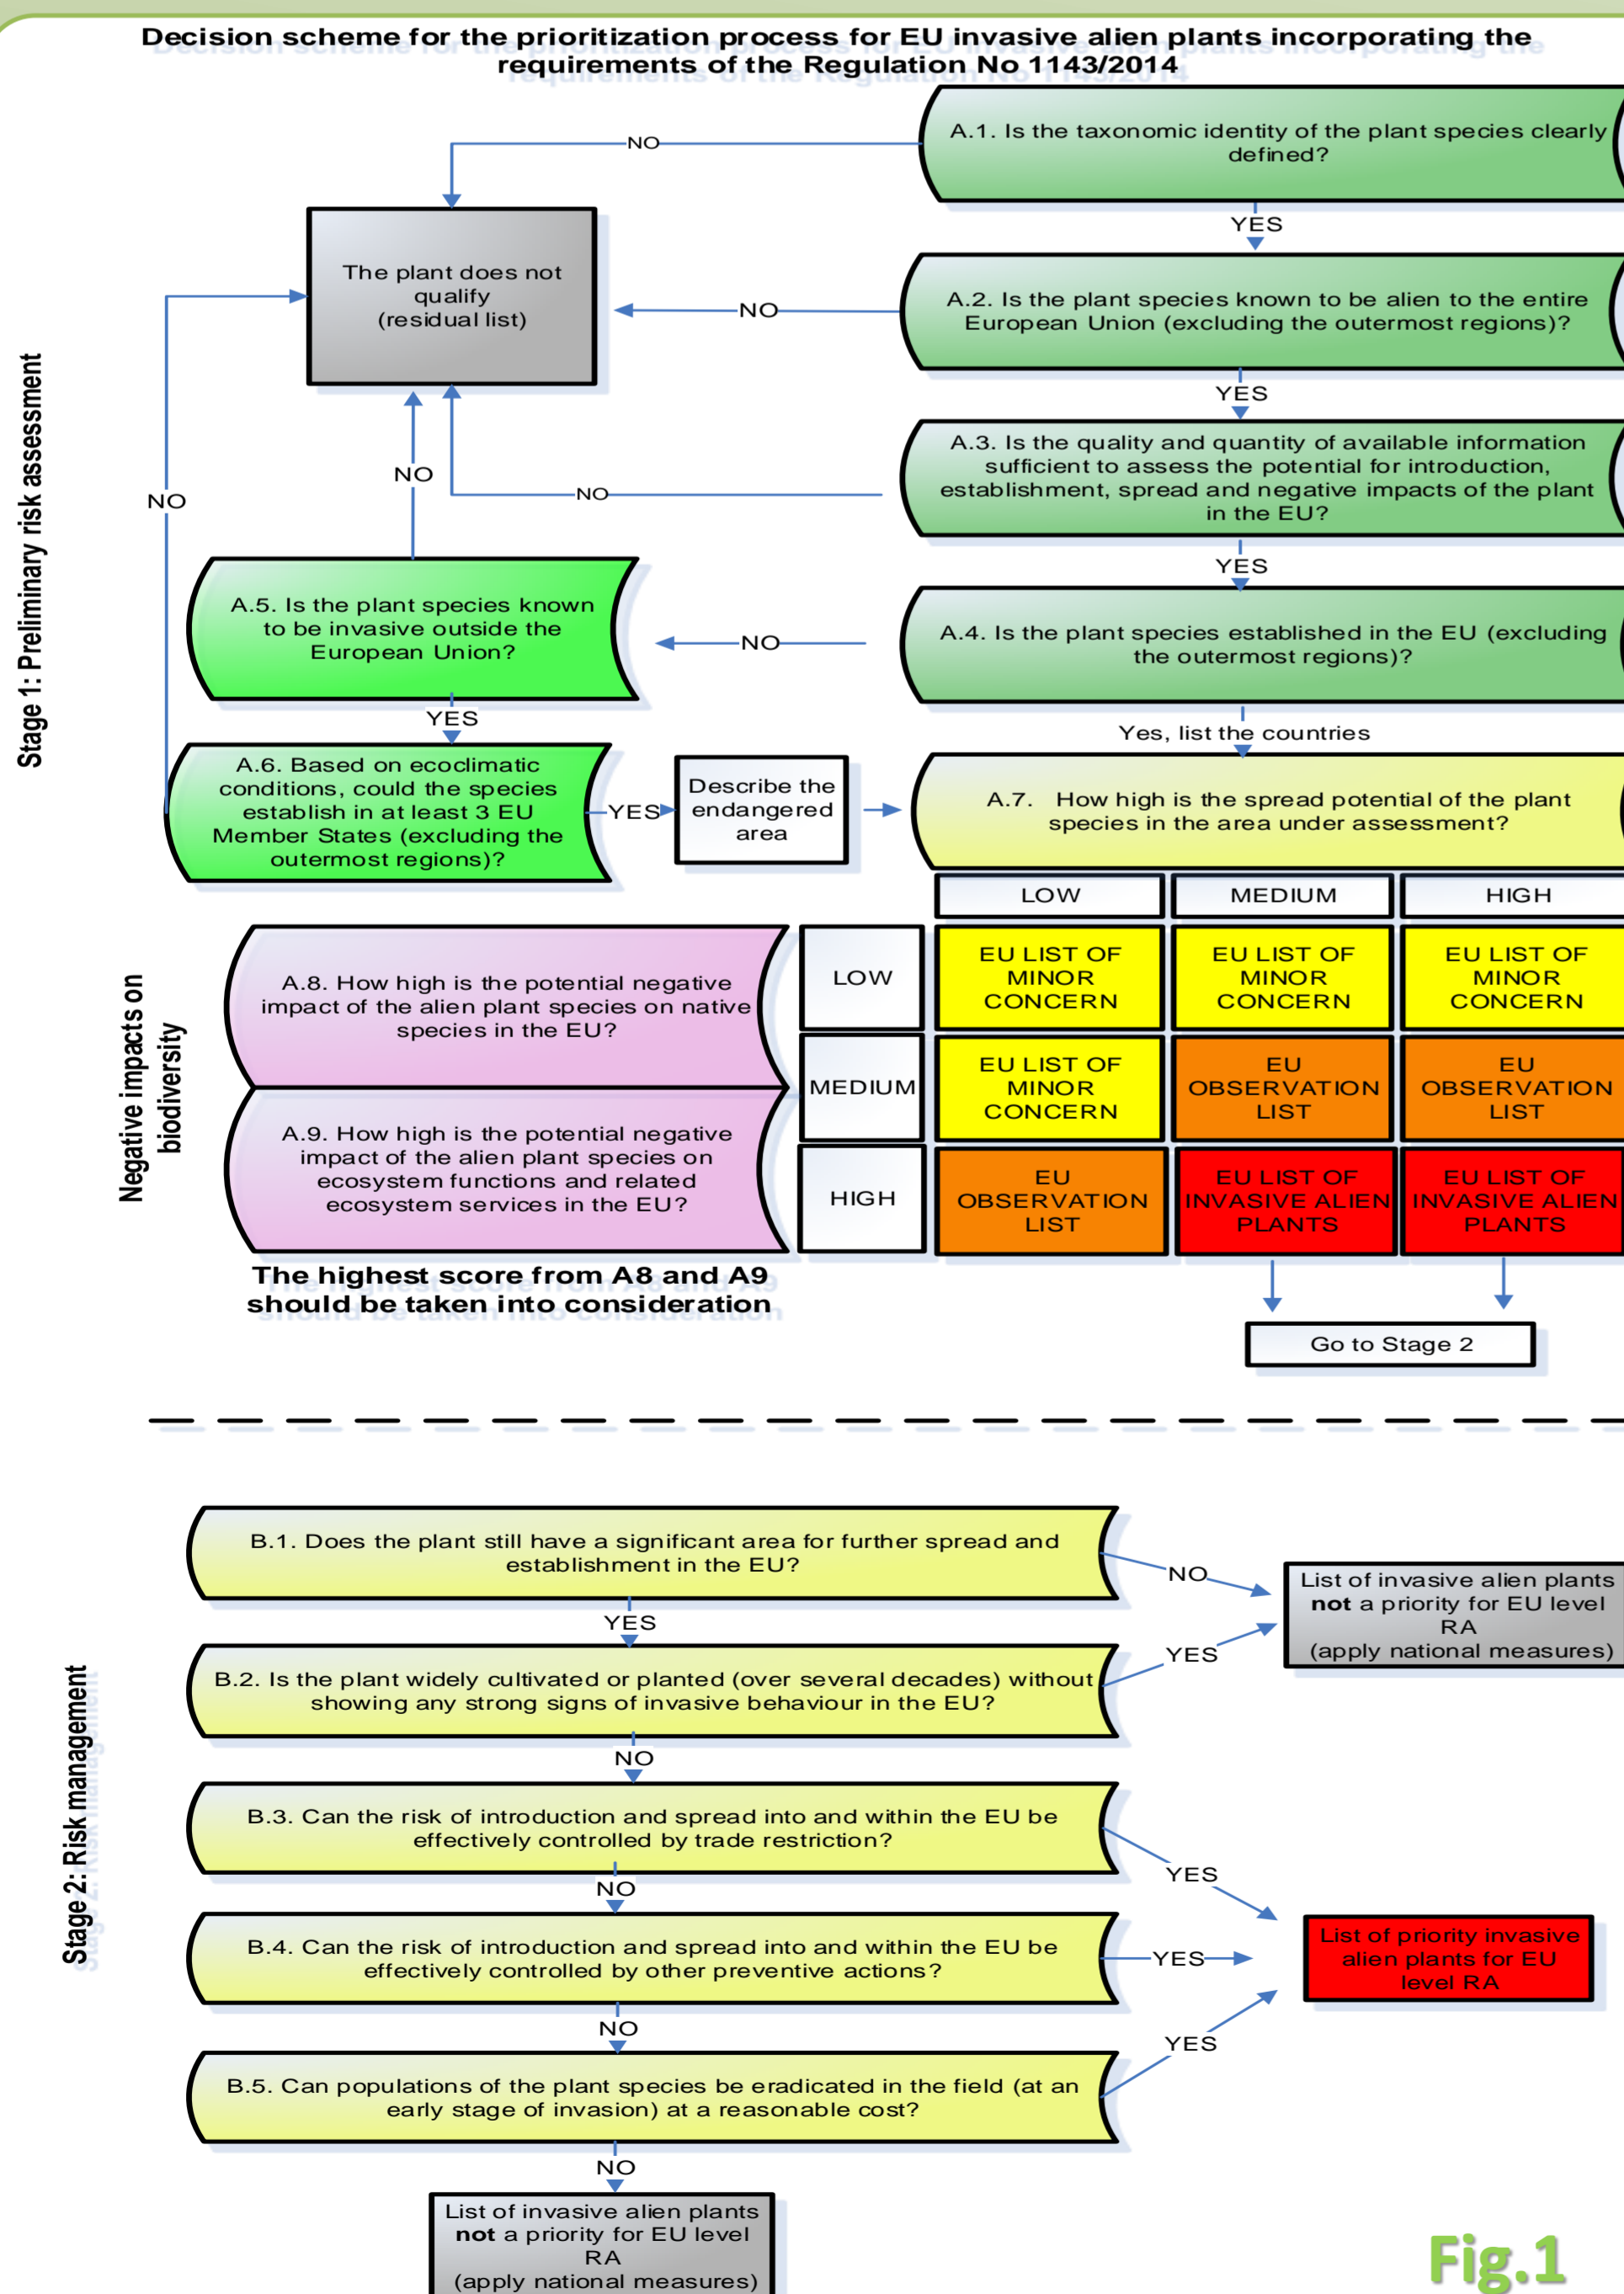 Decision scheme for the prioritization process for EU invasive alien plants incorporating the
requirements of the Regulation No 1143/2014
Stage 1: Preliminary risk assessment
A.1. Is the taxonomic identity of the plant species clearly
defined?
NO
YES
The plant does not
qualify
(residual list)
A.2. Is the plant species known to be alien to the entire
European Union (excluding the outermost regions)?
NO
YES
A.3. Is the quality and quantity of available information
sufficient to assess the potential for introduction,
establishment, spread and negative impacts of the plant
in the EU?
NO
NO
NO
YES
A.4. Is the plant species established in the EU (excluding
the outermost regions)?
NO
Yes, list the countries
A.5. Is the plant species known
to be invasive outside the
European Union?
YES
A.6. Based on ecoclimatic
conditions, could the species
establish in at least 3 EU
Member States (excluding the
outermost regions)?
YES
Describe the
endangered
area
A.7. How high is the spread potential of the plant
species in the area under assessment?
LOW
MEDIUM
HIGH
Negative impacts on
biodiversity
A.8. How high is the potential negative
impact of the alien plant species on native
species in the EU?
A.9. How high is the potential negative
impact of the alien plant species on
ecosystem functions and related
ecosystem services in the EU?
LOW
EU LIST OF
MINOR
CONCERN
EU LIST OF
MINOR
CONCERN
EU LIST OF
MINOR
CONCERN
MEDIUM
EU LIST OF
MINOR
CONCERN
EU
OBSERVATION
LIST
EU
OBSERVATION
LIST
HIGH
EU
OBSERVATION
LIST
EU LIST OF
INVASIVE ALIEN
PLANTS
EU LIST OF
INVASIVE ALIEN
PLANTS
The highest score from A8 and A9
should be taken into consideration
Go to Stage 2
Stage 2: Risk management
B.1. Does the plant still have a significant area for further spread and
establishment in the EU?
NO
YES
List of invasive alien plants
not a priority for EU level
RA
(apply national measures)
B.2. Is the plant widely cultivated or planted (over several decades) without
showing any strong signs of invasive behaviour in the EU?
YES
NO
B.3. Can the risk of introduction and spread into and within the EU be
effectively controlled by trade restriction?
YES
NO
B.4. Can the risk of introduction and spread into and within the EU be
effectively controlled by other preventive actions?
YES
NO
List of priority invasive
alien plants for EU
level RA
B.5. Can populations of the plant species be eradicated in the field (at an
early stage of invasion) at a reasonable cost?
YES
NO
List of invasive alien plants
not a priority for EU level
RA
(apply national measures)
Fig.1